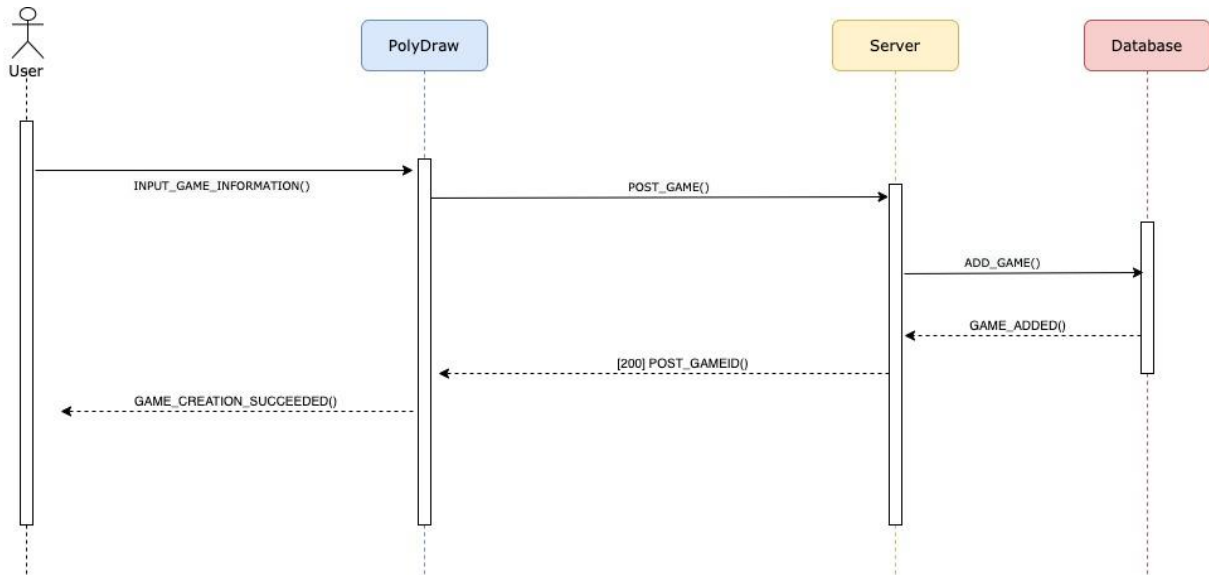 User
PolyDraw
Server
Database
INPUT_GAME_INFORMATION()
POST_GAME()
ADD_GAME()
GAME_ADDED()
[200] POST_GAMEID()
GAME_CREATION_SUCCEEDED()